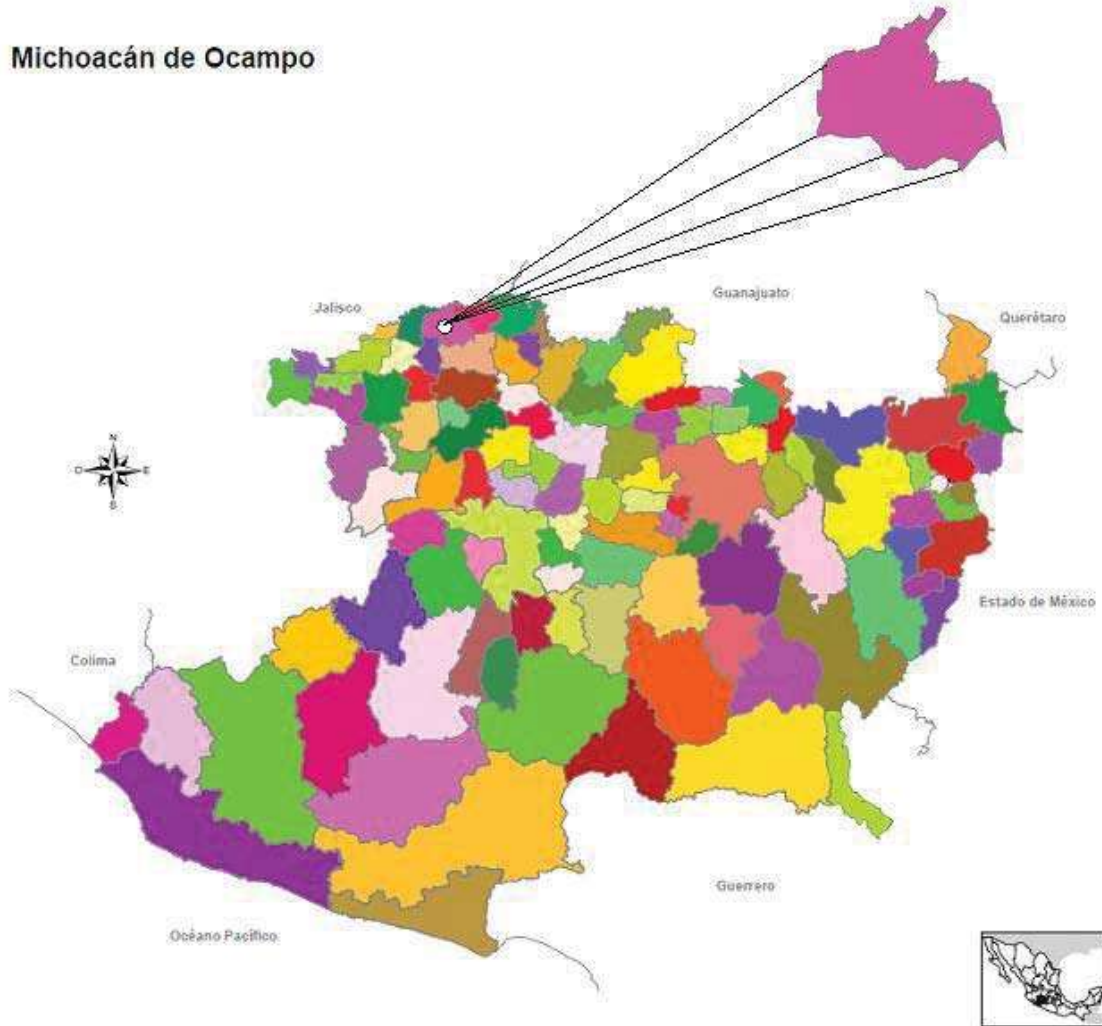 Michoacán de Ocampo
Jalisco
Guanajuato
Querétaro
N
O
E
S
Estado de México
Colima
Guerrero
Océano Pacífico